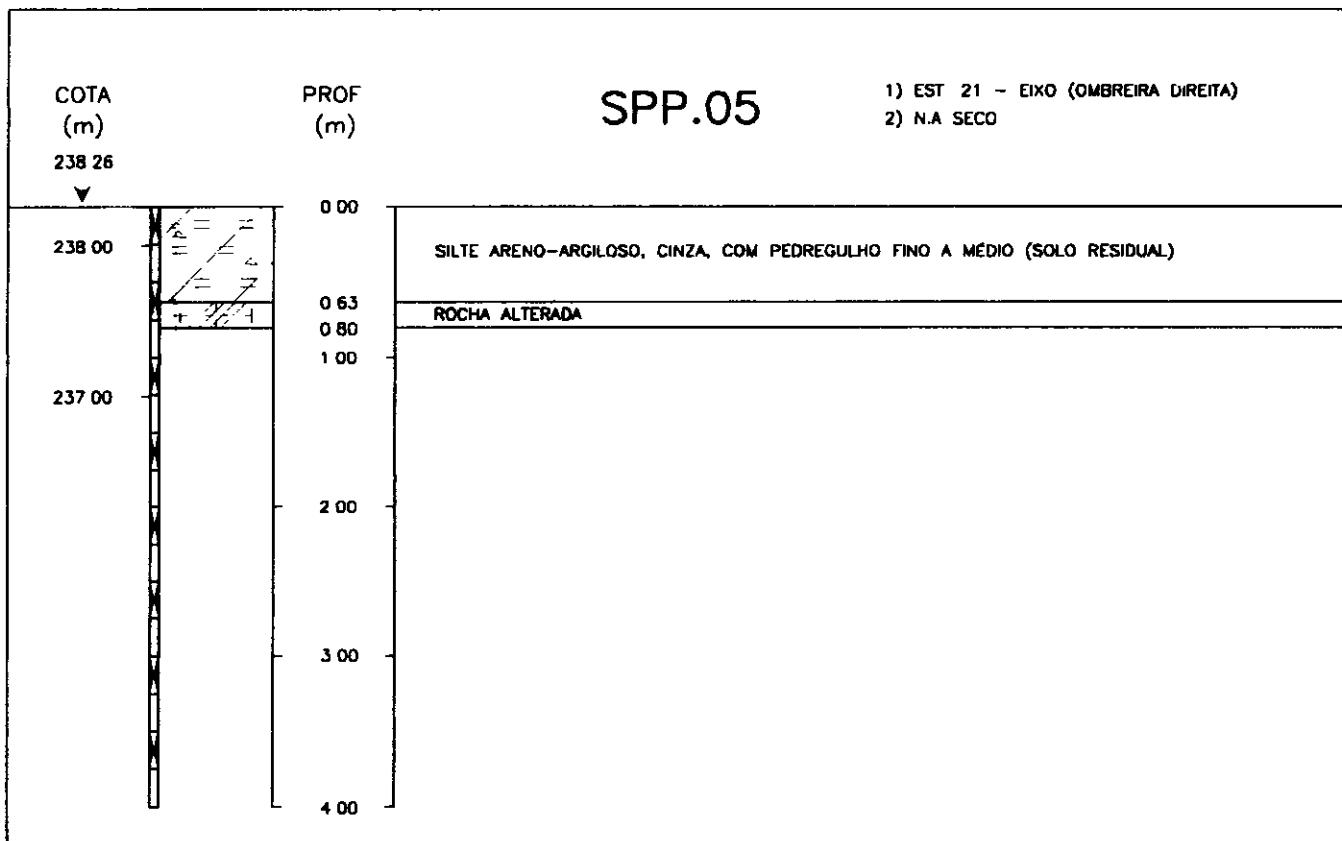 COTA
(m)
238 26
PROF
(m)
SPP.05
1) EST 21 - EIXO (OMBREIRA DIREITA)
2) N.A SECO
0 00
238 00
SILTE ARENO-ARGILOSO, CINZA, COM PEDREGULHO FINO A MÉDIO (SOLO RESIDUAL)
0 63
ROCHA ALTERADA
0 80
1 00
237 00
2 00
3 00
4 00